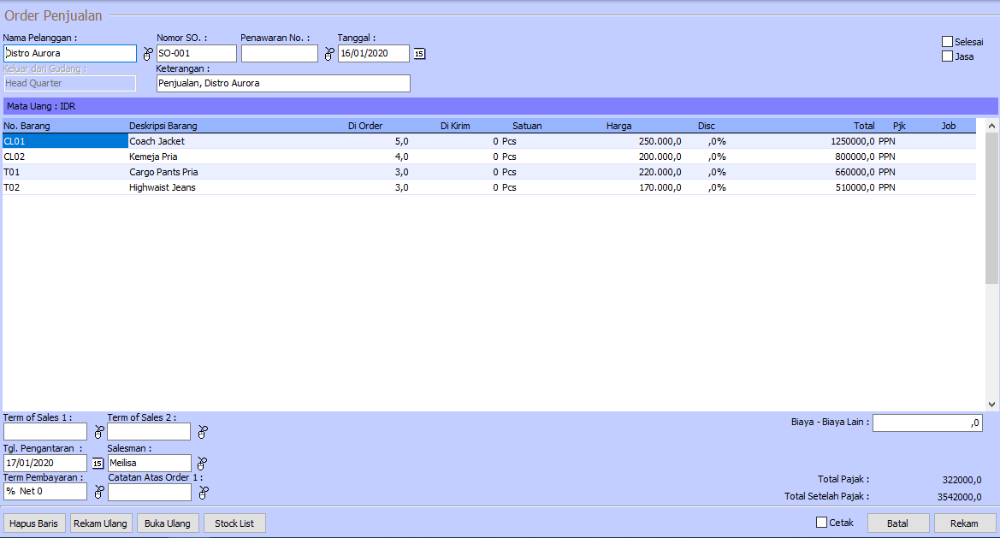 Order Penjualan
Nama Pelanggan : Nomor SO. : Penawaran No. : Tanggal :
Distro Aurora SO-001 16/01/2020 15 Selesai
Keluar dari Gudang : Keterangan : Jasa
Head Quarter Penjualan, Distro Aurora
Mata Uang : IDR
No. Barang Deskripsi Barang Di Order Di Kirim Satuan Harga Disc Total Pjk Job
CL01 Coach Jacket 5,0 0 Pcs 250.000,0 ,0% 1250000,0 PPN
CL02 Kemeja Pria 4,0 0 Pcs 200.000,0 ,0% 800000,0 PPN
T01 Cargo Pants Pria 3,0 0 Pcs 220.000,0 ,0% 660000,0 PPN
T02 Highwaist Jeans 3,0 0 Pcs 170.000,0 ,0% 510000,0 PPN
Term of Sales 1 : Term of Sales 2 : Biaya - Biaya Lain : ,0
Tgl. Pengantaran : Salesman :
17/01/2020 15 Meilisa
Term Pembayaran : Catatan Atas Order 1 : Total Pajak : 322000,0
% Net 0 Total Setelah Pajak : 3542000,0
Hapus Baris Rekam Ulang Buka Ulang Stock List Cetak Batal Rekam